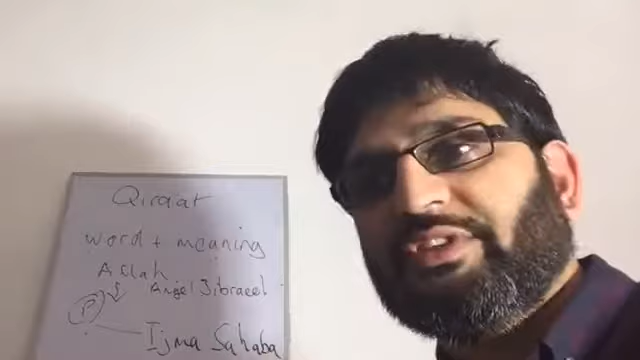 Qiraat
word + meaning
Allah
Angel Jibraeel
P
Ijma Sahaba